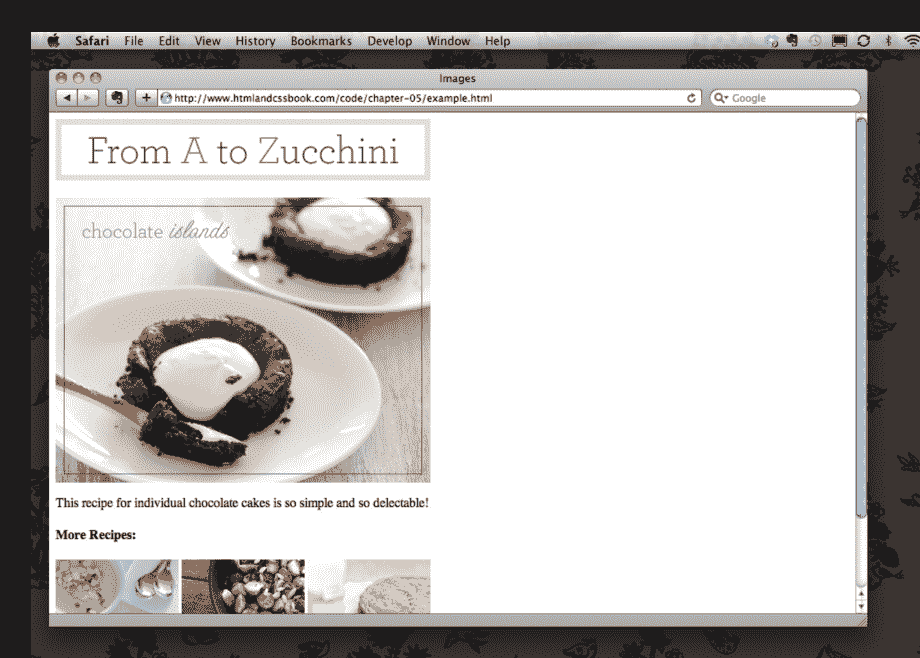 Safari File Edit View History Bookmarks Develop Window Help
Images
http://www.htmlandcssbook.com/code/chapter-05/example.html
Google
From A to Zucchini
chocolate islands
This recipe for individual chocolate cakes is so simple and so delectable!
More Recipes: